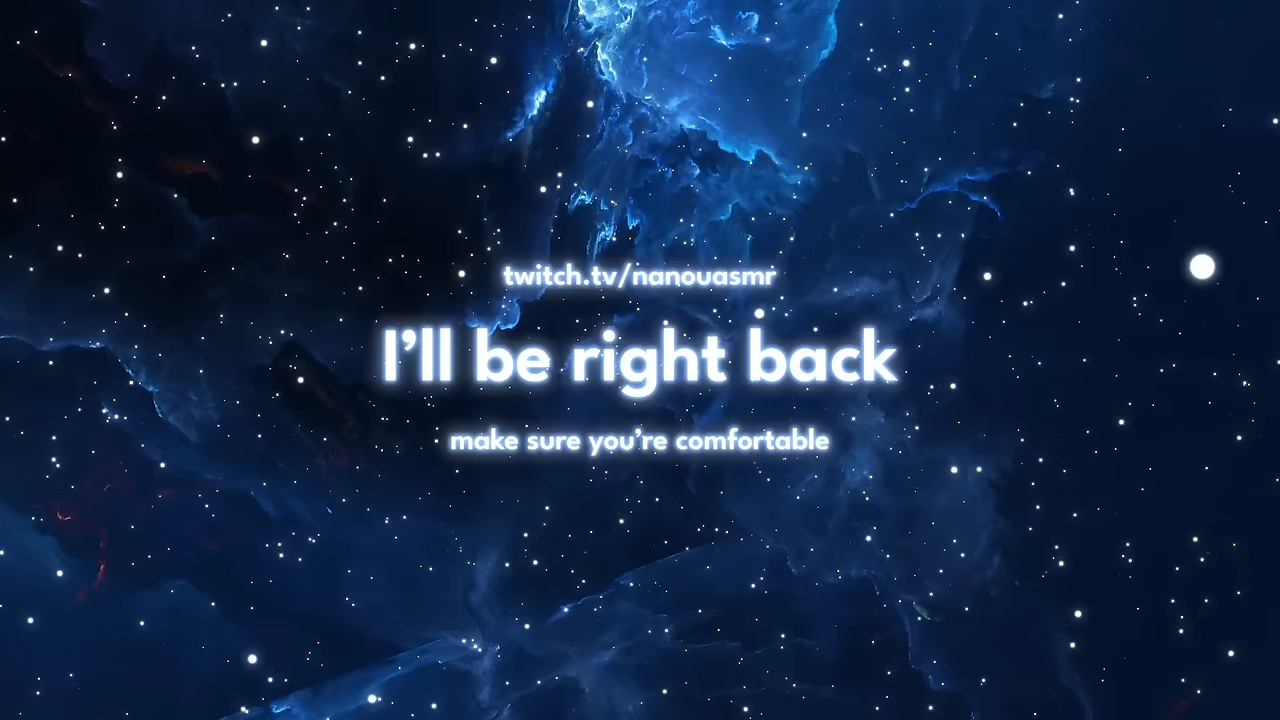 twitch.tv/nanouasmr
I’ll be right back
make sure you’re comfortable